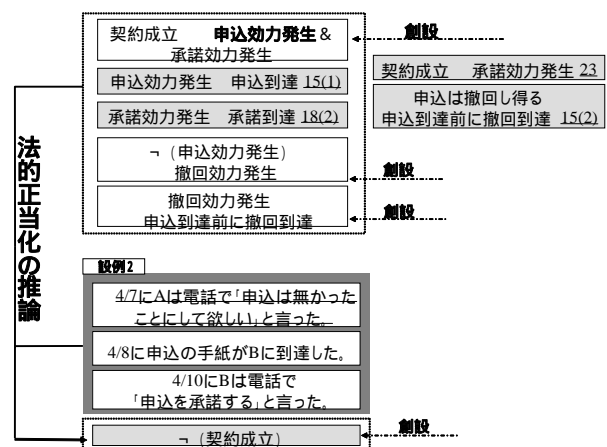 契約成立　申込効力発生 &
承諾効力発生
創設
申込効力発生　申込到達 15(1)
承諾効力発生　承諾到達 18(2)
契約成立　承諾効力発生 23
申込は撤回し得る
申込到達前に撤回到達 15(2)
¬（申込効力発生）
撤回効力発生
創設
撤回効力発生
申込到達前に撤回到達
創設
法的正当化の推論
設例2
4/7にAは電話で「申込は無かった
ことにして欲しい」と言った。
4/8に申込の手紙がBに到達した。
4/10にBは電話で
「申込を承諾する」と言った。
¬（契約成立）
創設